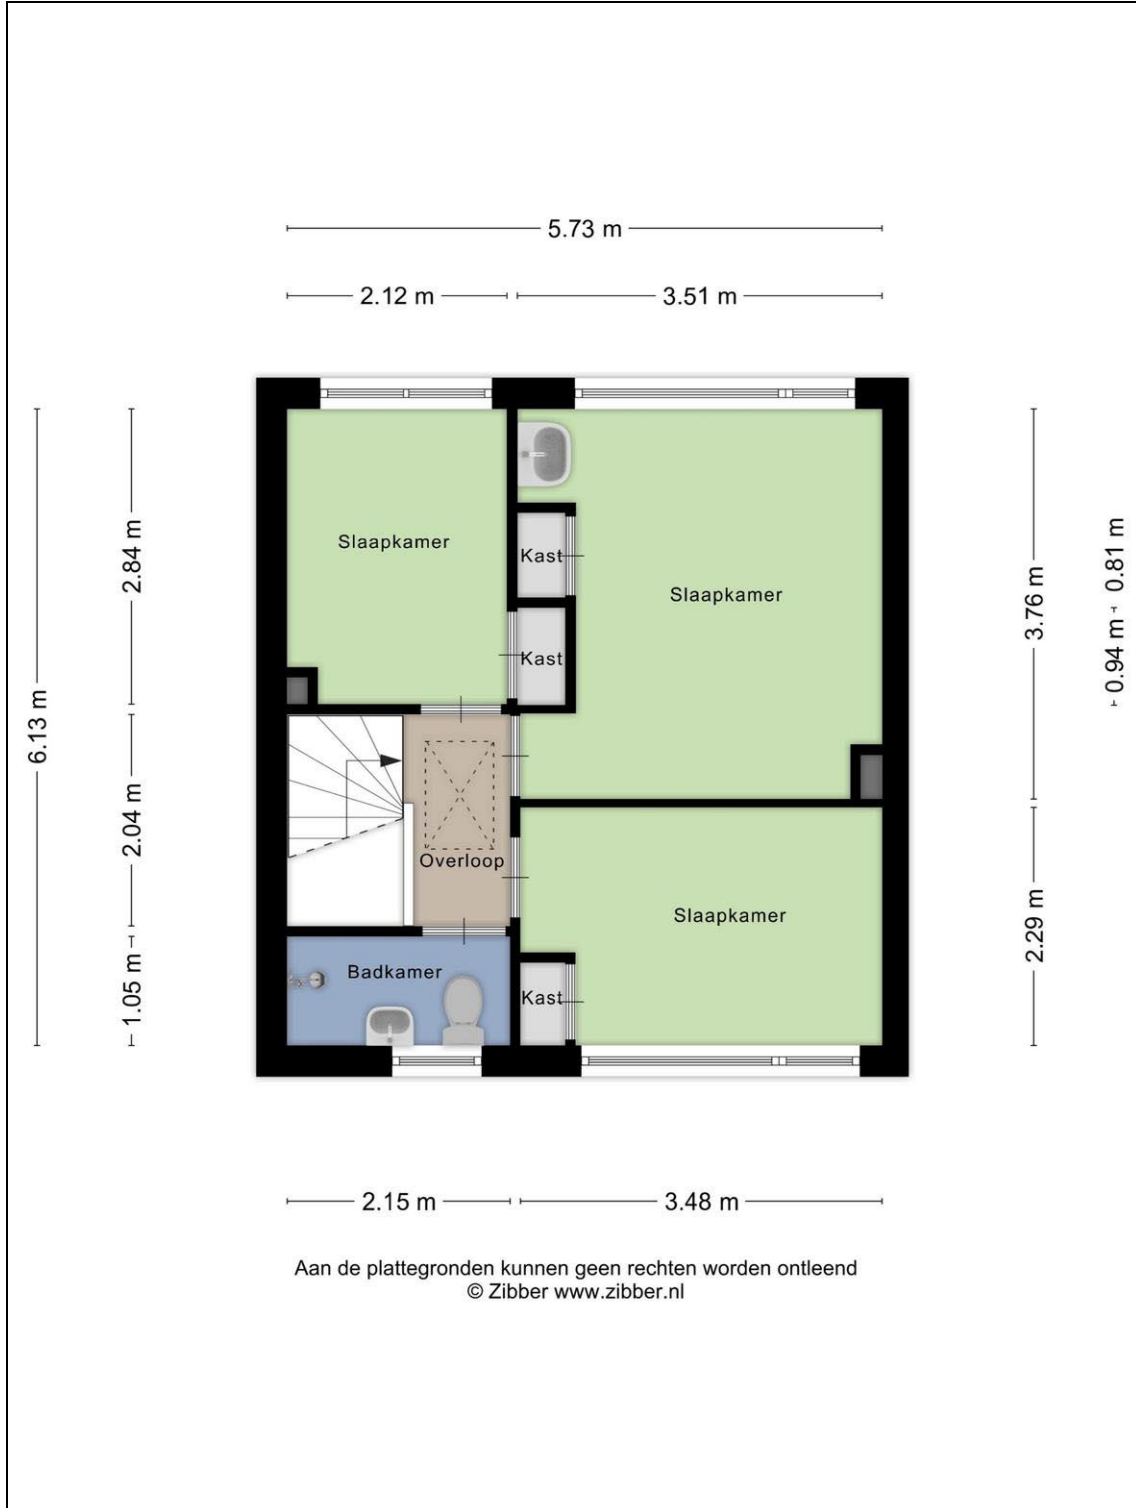 5.73 m
2.12 m
3.51 m
2.84 m
Slaapkamer
Kast
Slaapkamer
3.76 m
0.94 m
0.81 m
Kast
6.13 m
2.04 m
Overloop
Slaapkamer
2.29 m
1.05 m
Badkamer
Kast
2.15 m
3.48 m
Aan de plattegronden kunnen geen rechten worden ontleend
© Zibber www.zibber.nl